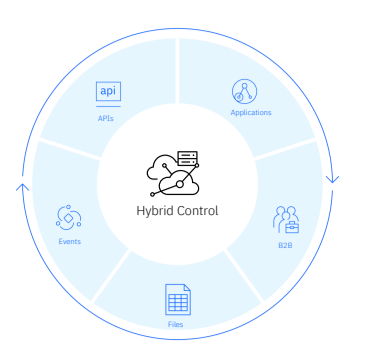 api
APIs
Applications
Hybrid Control
Events
B2B
Files